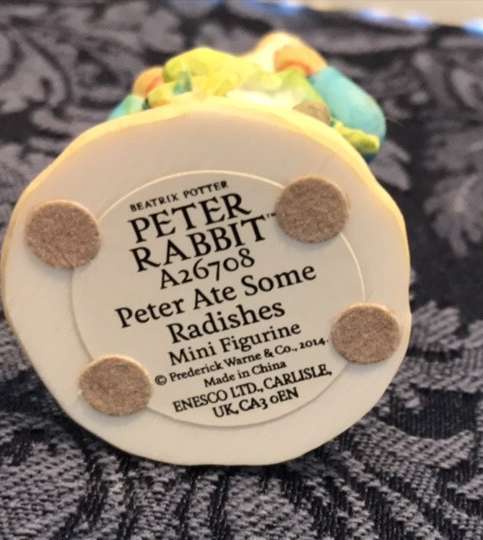 BEATRIX POTTER
PETER
RABBIT™
A26708
Peter Ate Some
Radishes
Mini Figurine
© Frederick Warne & Co., 2014.
Made in China
ENESCO LTD., CARLISLE,
UK, CA3 0EN